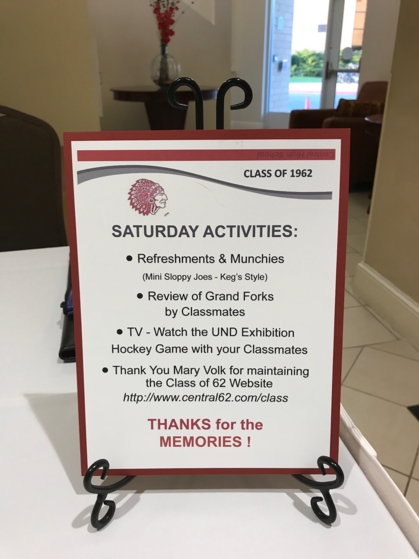 CLASS OF 1962
SATURDAY ACTIVITIES:
• Refreshments & Munchies
(Mini Sloppy Joes - Keg's Style)
• Review of Grand Forks
by Classmates
• TV - Watch the UND Exhibition
Hockey Game with your Classmates
• Thank You Mary Volk for maintaining
the Class of 62 Website
http://www.central62.com/class
THANKS for the
MEMORIES !